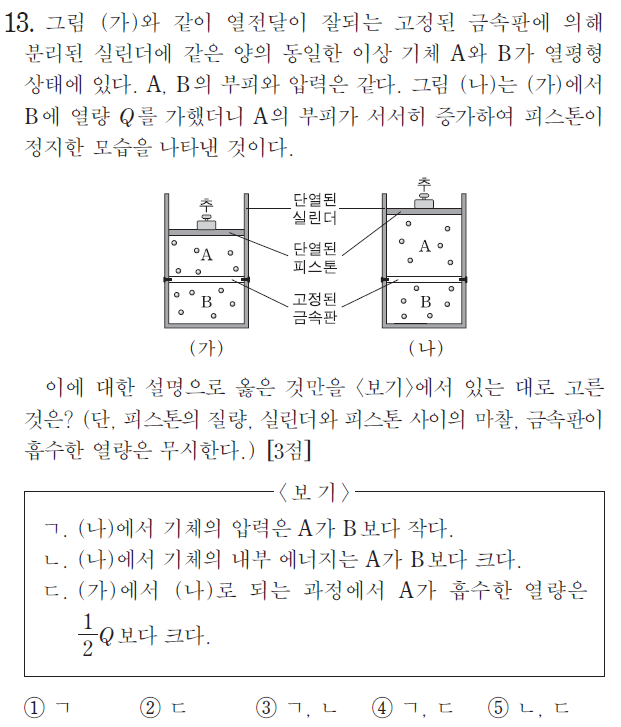 13. 그림 (가)와 같이 열전달이 잘되는 고정된 금속판에 의해
분리된 실린더에 같은 양의 동일한 이상 기체 A와 B가 열평형
상태에 있다. A, B의 부피와 압력은 같다. 그림 (나)는 (가)에서
B에 열량 Q를 가했더니 A의 부피가 서서히 증가하여 피스톤이
정지한 모습을 나타낸 것이다.
추
A
B
(가)
단열된
실린더
단열된
피스톤
고정된
금속판
추
A
B
(나)
이에 대한 설명으로 옳은 것만을 <보기>에서 있는 대로 고른
것은? (단, 피스톤의 질량, 실린더와 피스톤 사이의 마찰, 금속판이
흡수한 열량은 무시한다.) [3점]
<보 기>
ㄱ. (나)에서 기체의 압력은 A가 B보다 작다.
ㄴ. (나)에서 기체의 내부 에너지는 A가 B보다 크다.
ㄷ. (가)에서 (나)로 되는 과정에서 A가 흡수한 열량은
1/2 Q보다 크다.
① ㄱ ② ㄷ ③ ㄱ, ㄴ ④ ㄱ, ㄷ ⑤ ㄴ, ㄷ